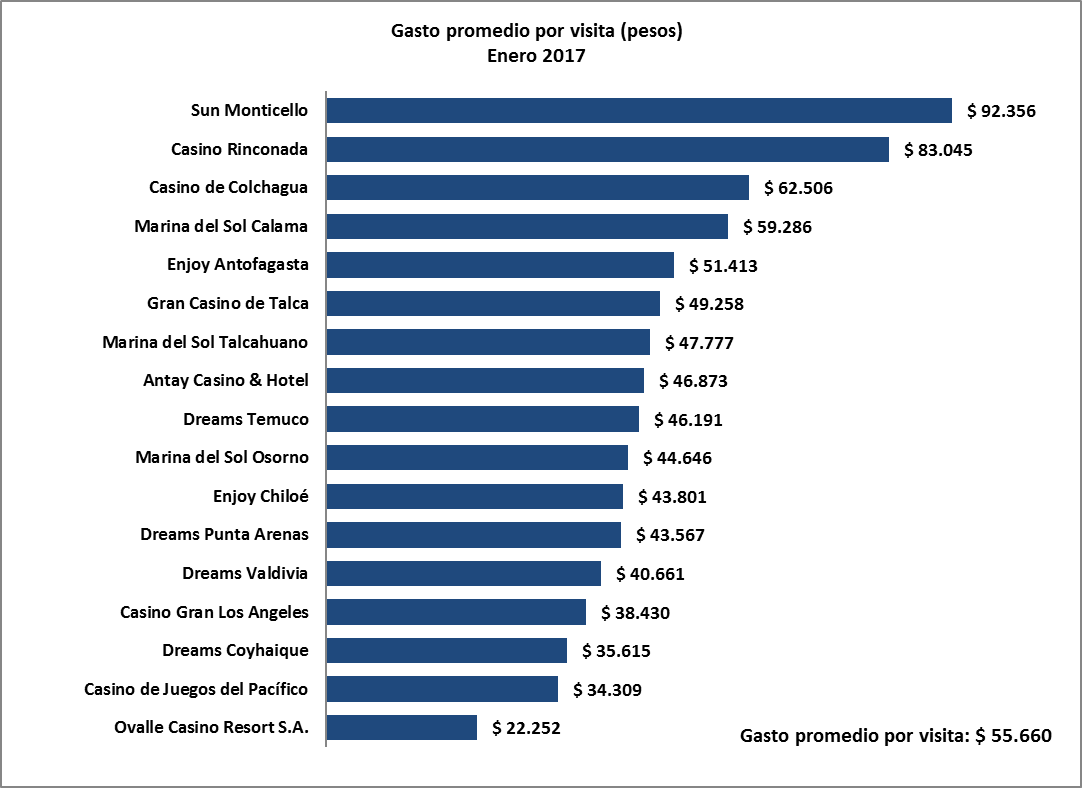 Gasto promedio por visita (pesos)
Enero 2017
Sun Monticello $ 92.356
Casino Rinconada $ 83.045
Casino de Colchagua $ 62.506
Marina del Sol Calama $ 59.286
Enjoy Antofagasta $ 51.413
Gran Casino de Talca $ 49.258
Marina del Sol Talcahuano $ 47.777
Antay Casino & Hotel $ 46.873
Dreams Temuco $ 46.191
Marina del Sol Osorno $ 44.646
Enjoy Chiloé $ 43.801
Dreams Punta Arenas $ 43.567
Dreams Valdivia $ 40.661
Casino Gran Los Angeles $ 38.430
Dreams Coyhaique $ 35.615
Casino de Juegos del Pacífico $ 34.309
Ovalle Casino Resort S.A. $ 22.252
Gasto promedio por visita: $ 55.660